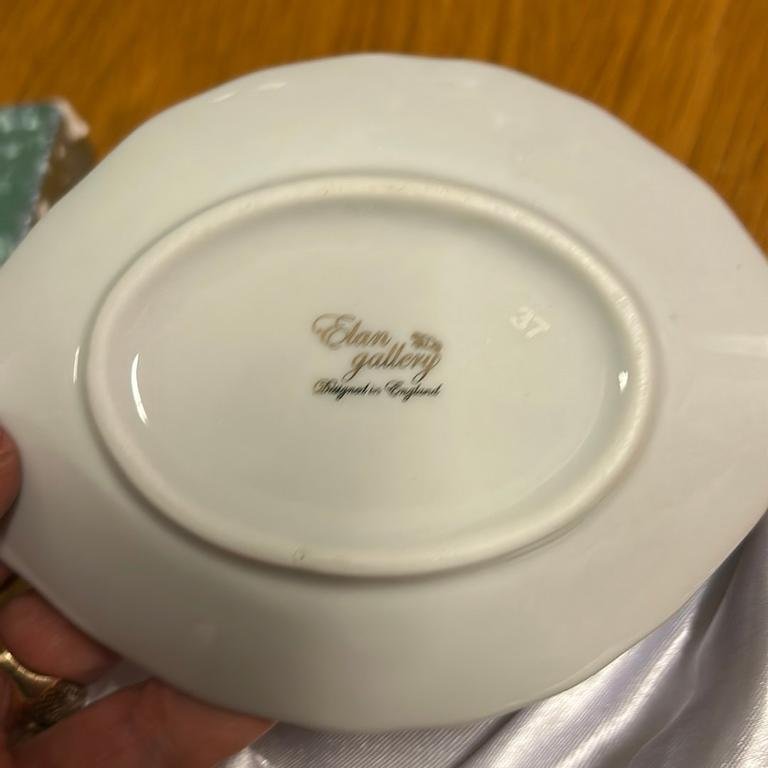 Elan
gallery
Designed in England
37